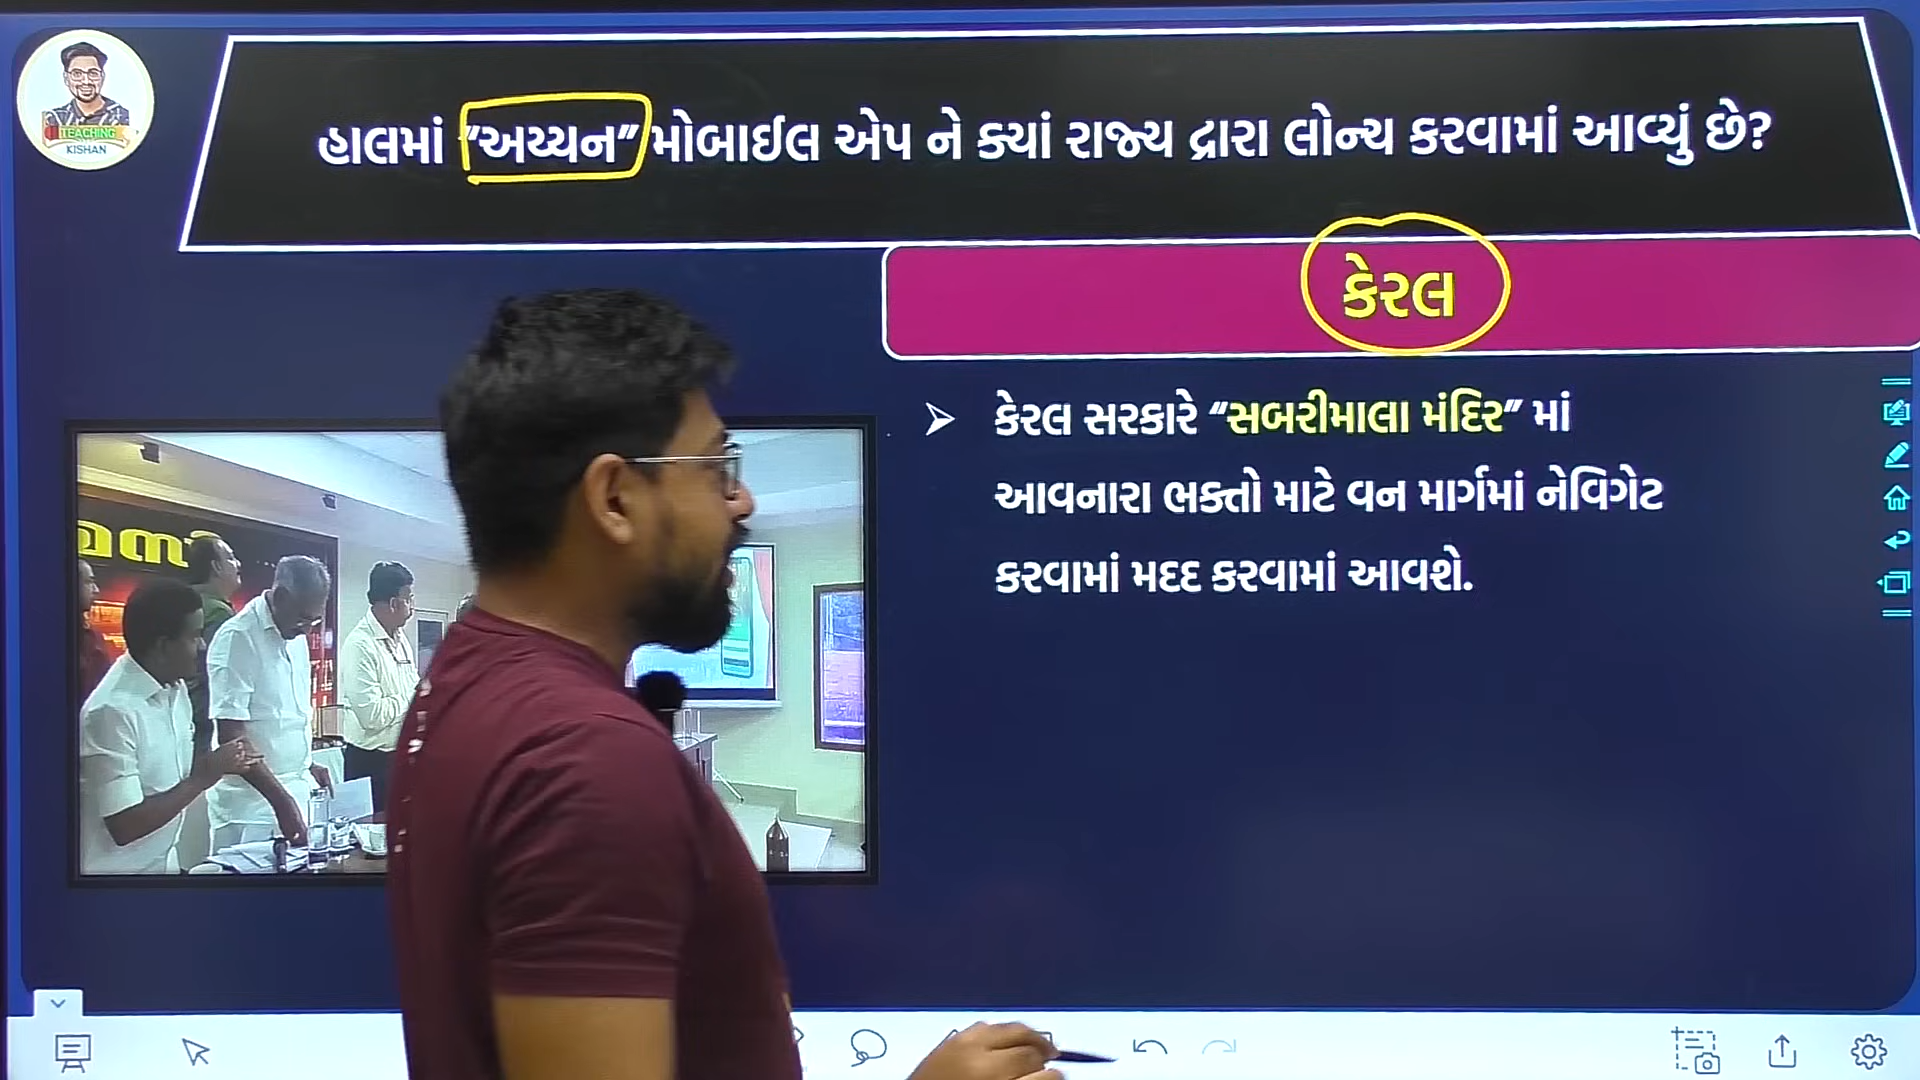 TEACHING
KISHAN
હાલમાં “અય્યન” મોબાઈલ એપ ને ક્યાં રાજ્ય દ્રારા લોન્ચ કરવામાં આવ્યું છે?
કેરલ
કેરલ સરકારે “સબરીમાલા મંદિર” માં
આવનારા ભક્તો માટે વન માર્ગમાં નેવિગેટ
કરવામાં મદદ કરવામાં આવશે.